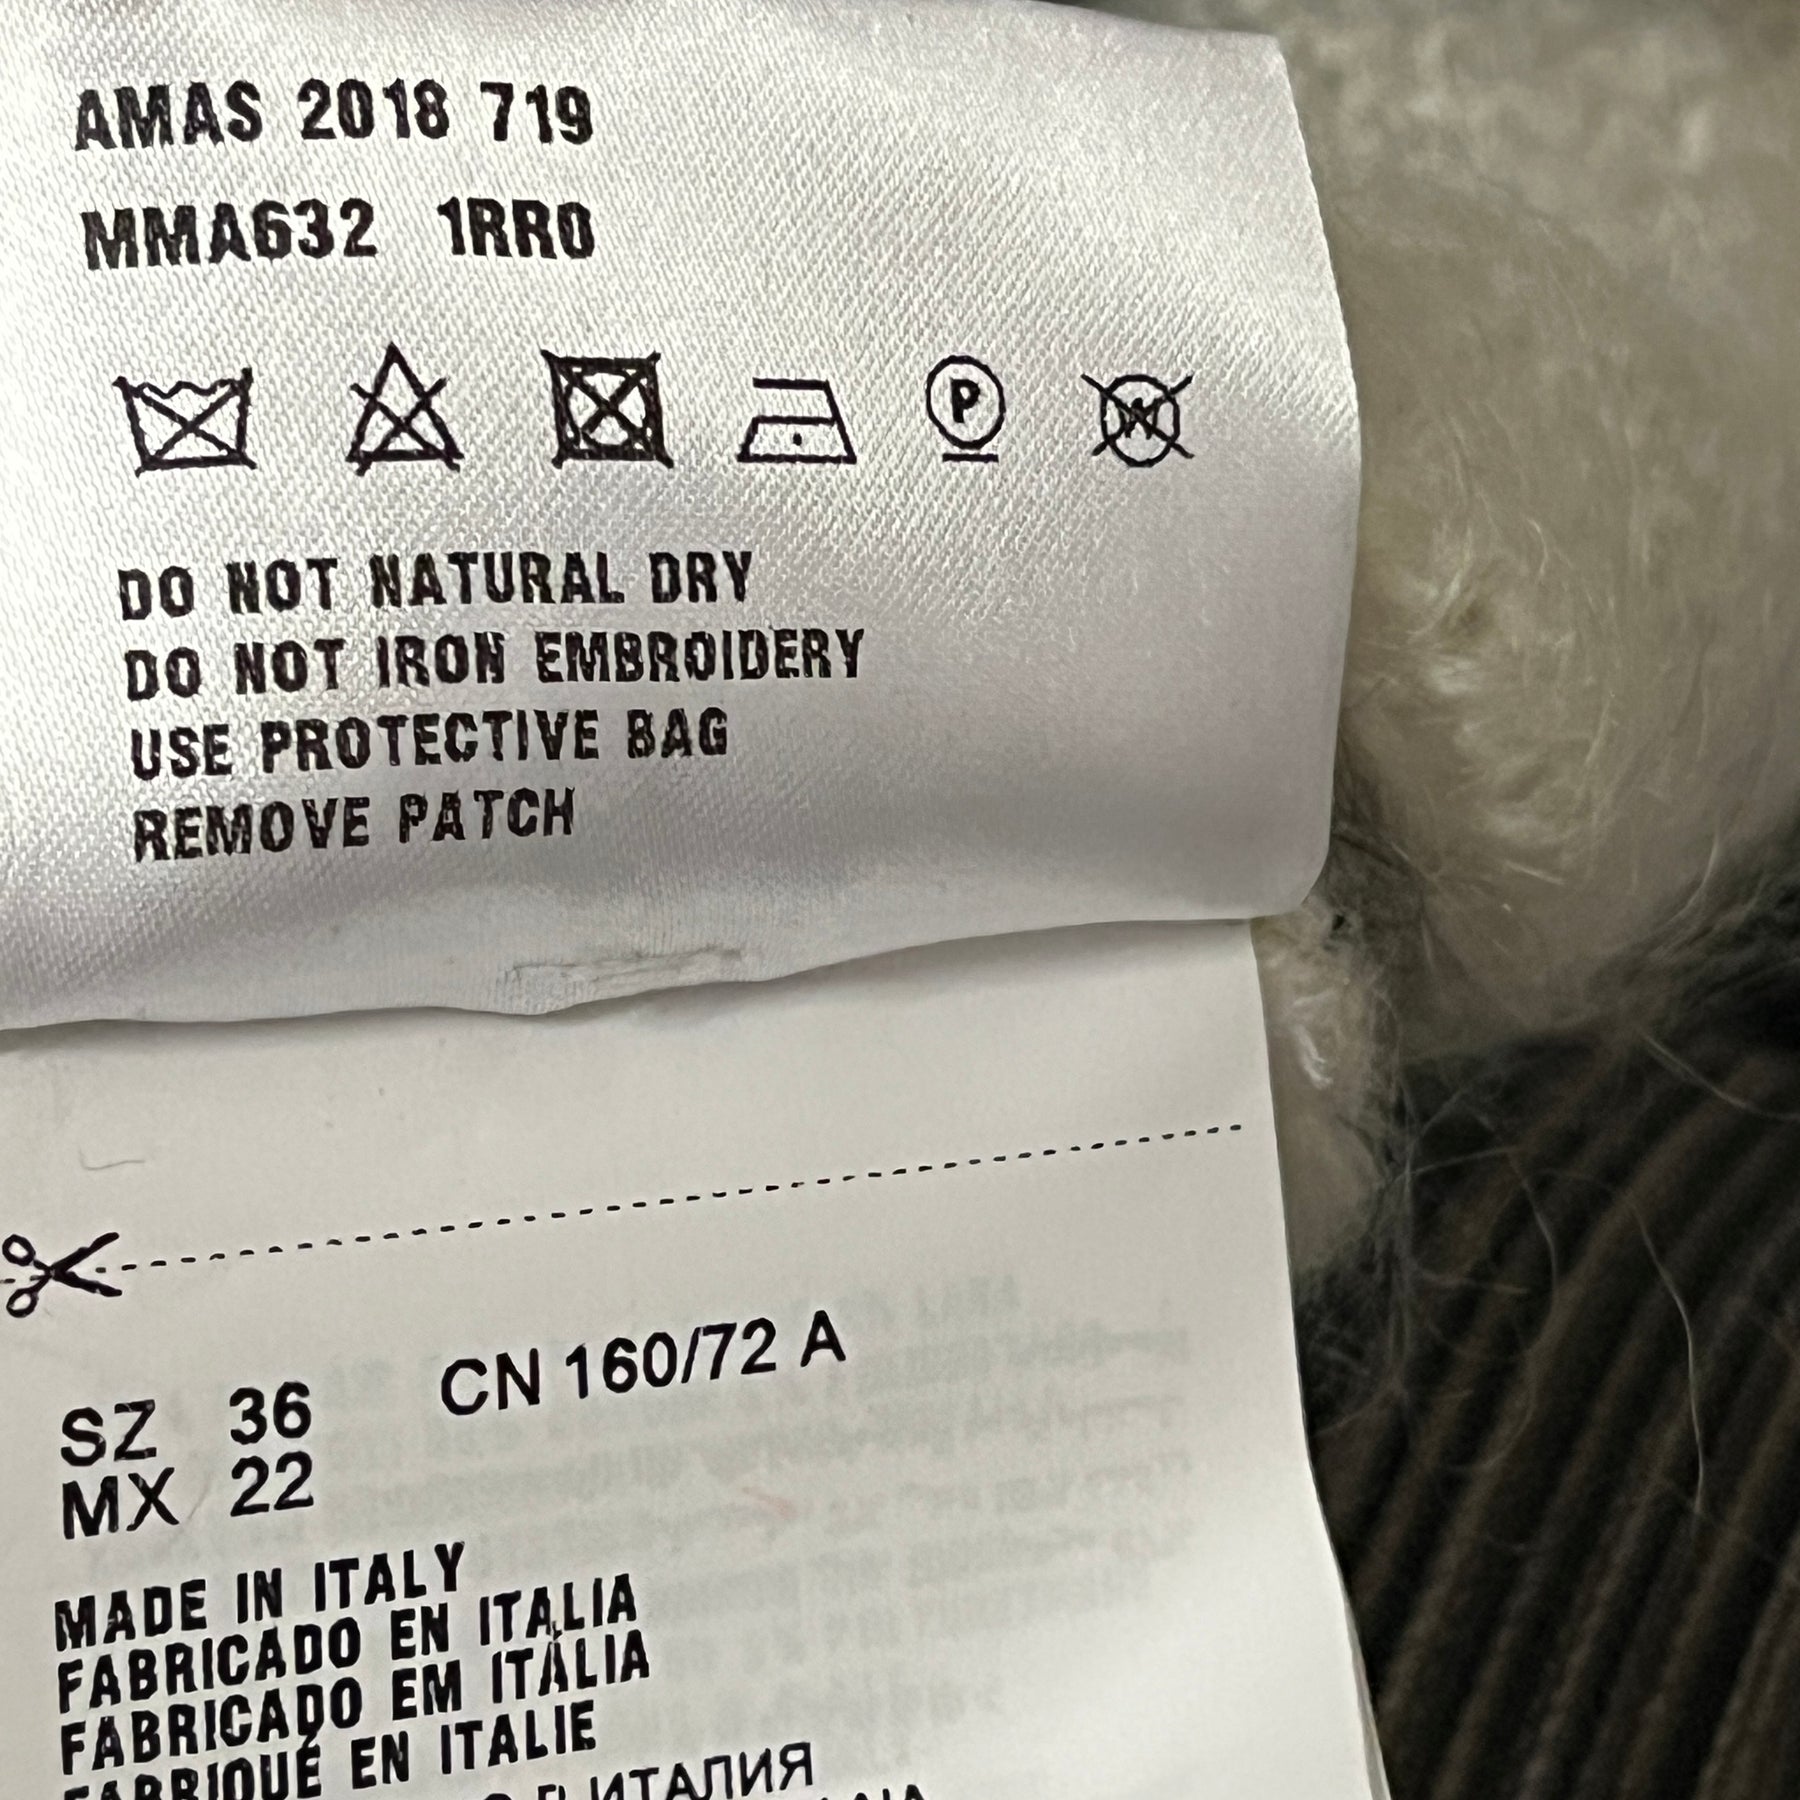 AMAS 2018 719
MMA632 1RR0
P
W
DO NOT NATURAL DRY
DO NOT IRON EMBROIDERY
USE PROTECTIVE BAG
REMOVE PATCH
SZ 36 CN 160/72 A
MX 22
MADE IN ITALY
FABRICADO EN ITALIA
FABRICADO EM ITÁLIA
FABRIQUÉ EN ITALIE
ИТАЛИЯ